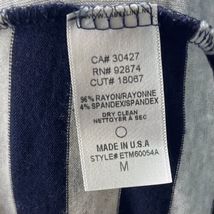 CA# 30427
RN# 92874
CUT# 18067
96% RAYON/RAYONNE
4% SPANDEX/SPANDEX
DRY CLEAN
NETTOYER À SEC
MADE IN U.S.A
STYLE# ETM60054A
M